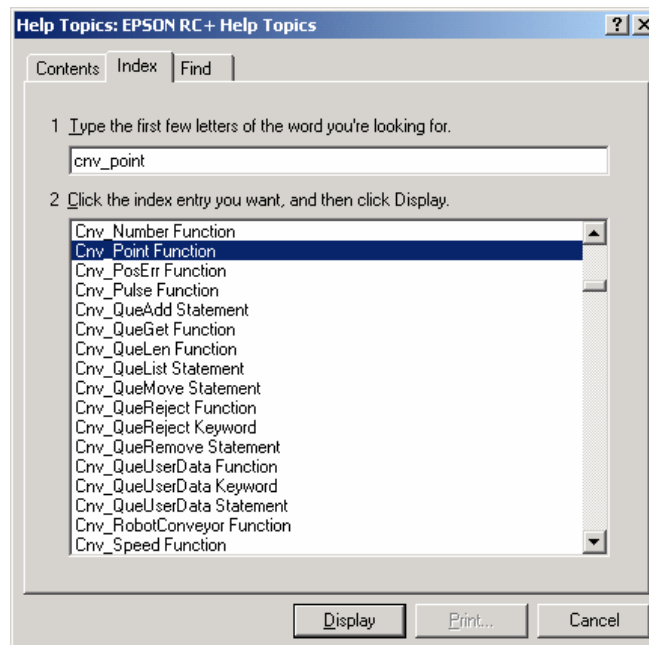 Help Topics: EPSON RC+ Help Topics
Contents Index Find
1 Type the first few letters of the word you're looking for.
cnv_point
2 Click the index entry you want, and then click Display.
Cnv_Number Function
Cnv_Point Function
Cnv_PosErr Function
Cnv_Pulse Function
Cnv_QueAdd Statement
Cnv_QueGet Function
Cnv_QueLen Function
Cnv_QueList Statement
Cnv_QueMove Statement
Cnv_QueReject Function
Cnv_QueReject Keyword
Cnv_QueRemove Statement
Cnv_QueUserData Function
Cnv_QueUserData Keyword
Cnv_QueUserData Statement
Cnv_RobotConveyor Function
Cnv_Speed Function
Display Print... Cancel